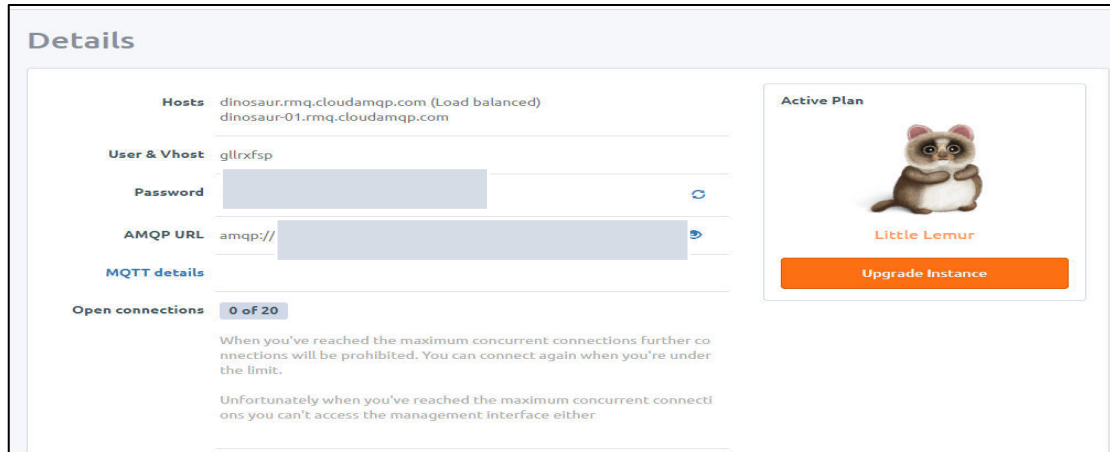 Details
Hosts dinosaur.rmq.cloudamqp.com (Load balanced)
dinosaur-01.rmq.cloudamqp.com
User & Vhost gllrxfsp
Password
AMQP URL amqp://
MQTT details
Open connections 0 of 20
When you've reached the maximum concurrent connections further co
nnections will be prohibited. You can connect again when you're under
the limit.
Unfortunately when you've reached the maximum concurrent connecti
ons you can't access the management interface either
Active Plan
Little Lemur
Upgrade Instance